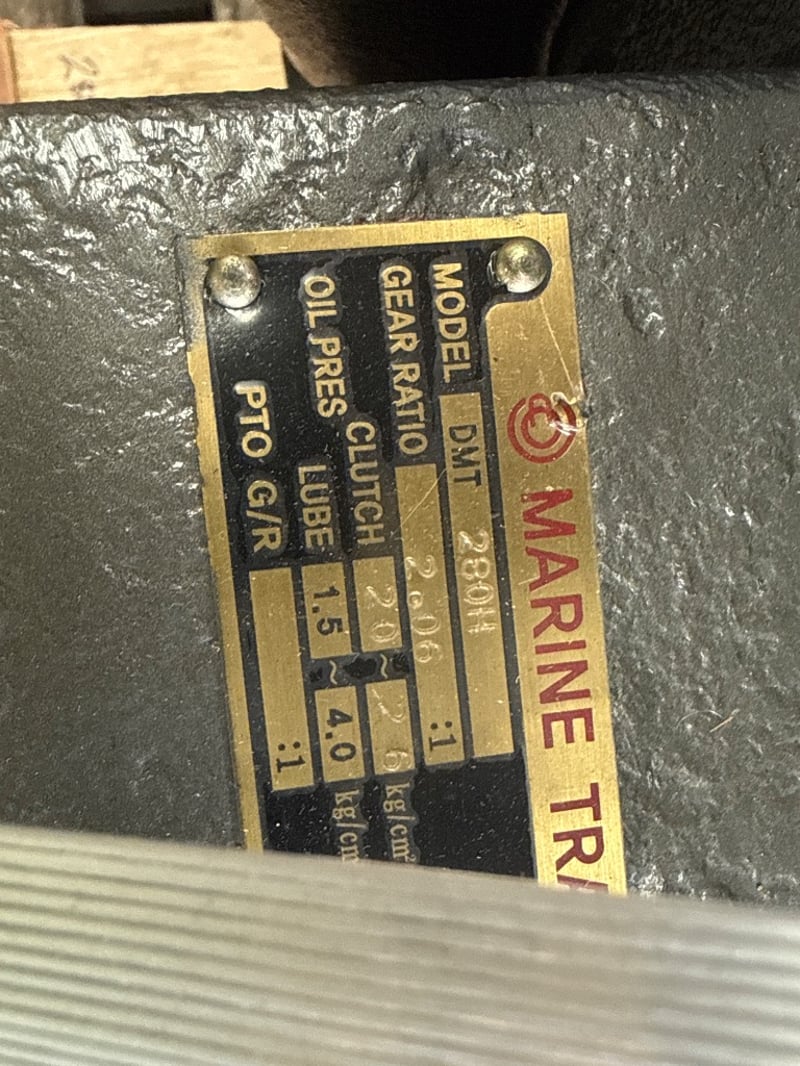 MARINE
MODEL DMT 280H
GEAR RATIO 2.06 :1
OIL PRES CLUTCH 20 ~ 26 kg/cm²
LUBE 1.5 ~ 4.0 kg/cm
PTO G/R :1